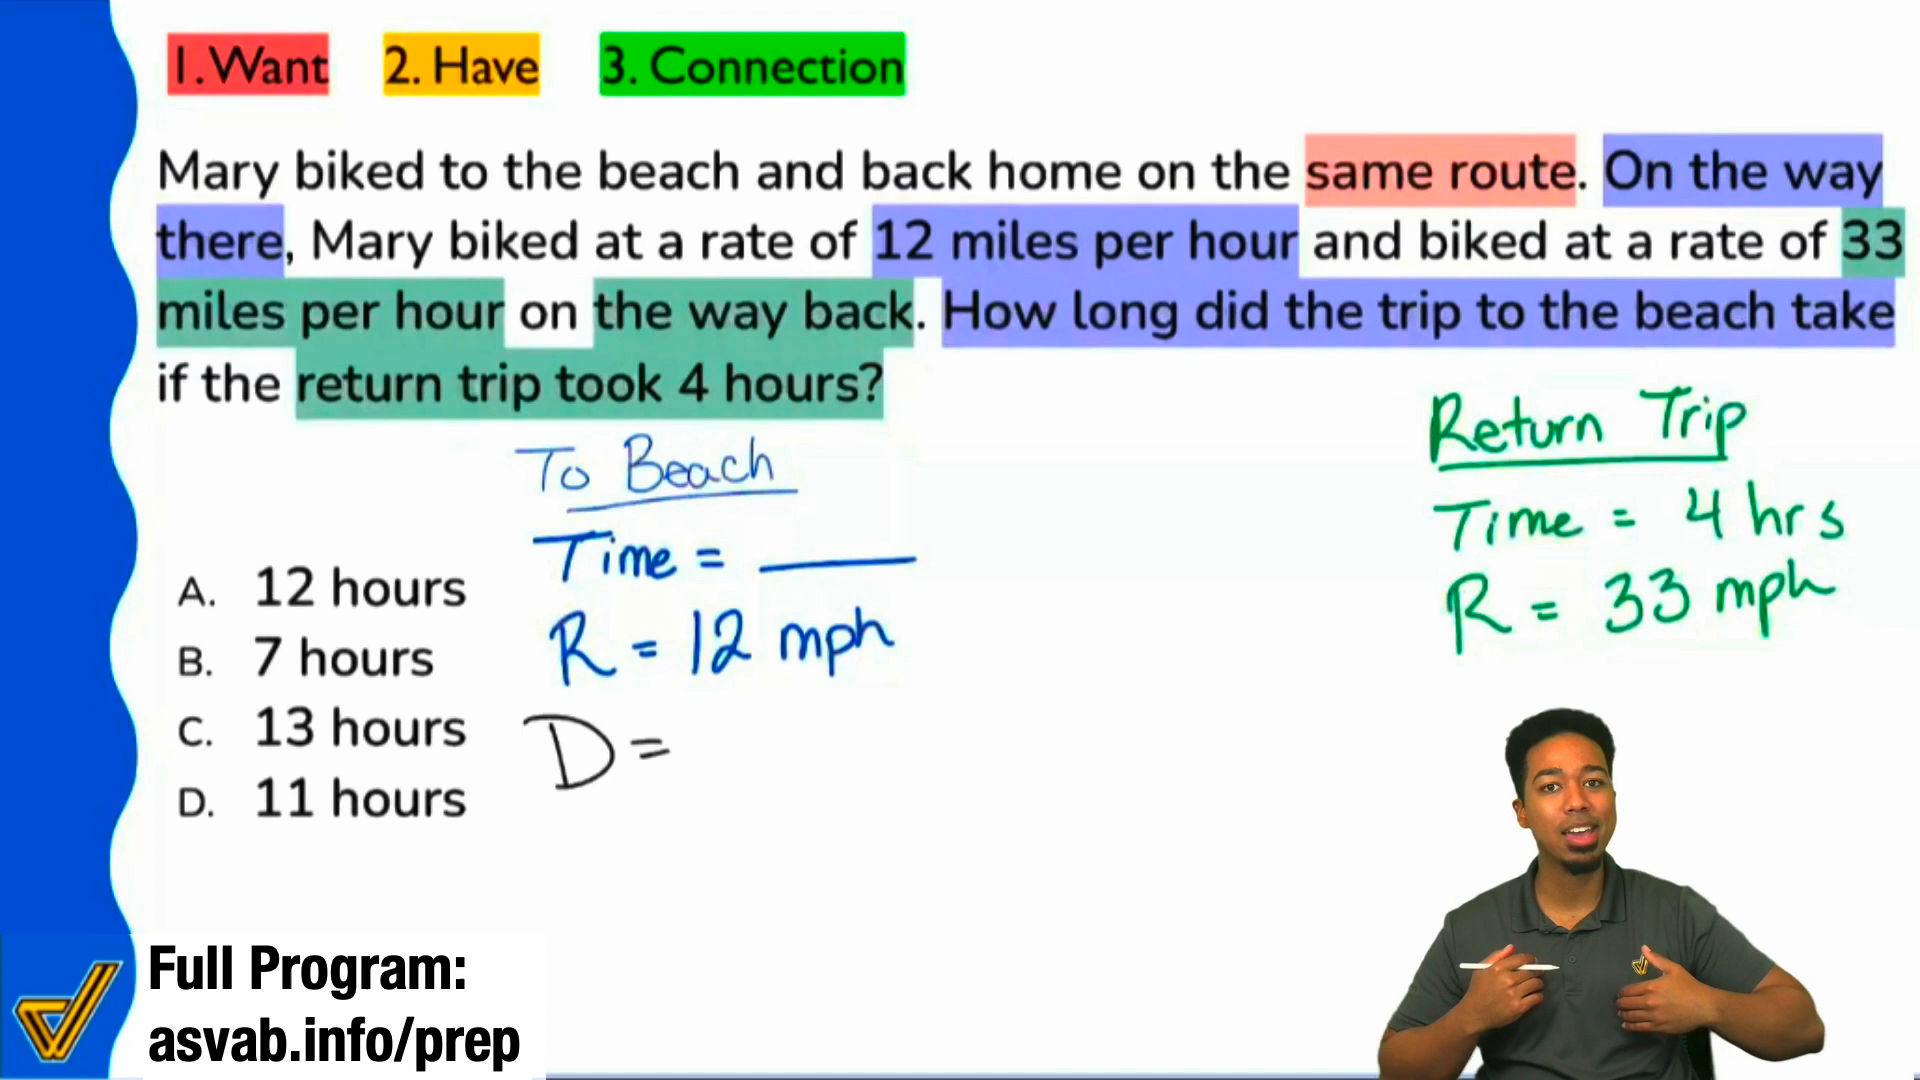 1. Want 2. Have 3. Connection
Mary biked to the beach and back home on the same route. On the way
there, Mary biked at a rate of 12 miles per hour and biked at a rate of 33
miles per hour on the way back. How long did the trip to the beach take
if the return trip took 4 hours?
To Beach
Time = ____
R = 12 mph
D =
Return Trip
Time = 4 hrs
R = 33 mph
A. 12 hours
B. 7 hours
C. 13 hours
D. 11 hours
Full Program:
asvab.info/prep